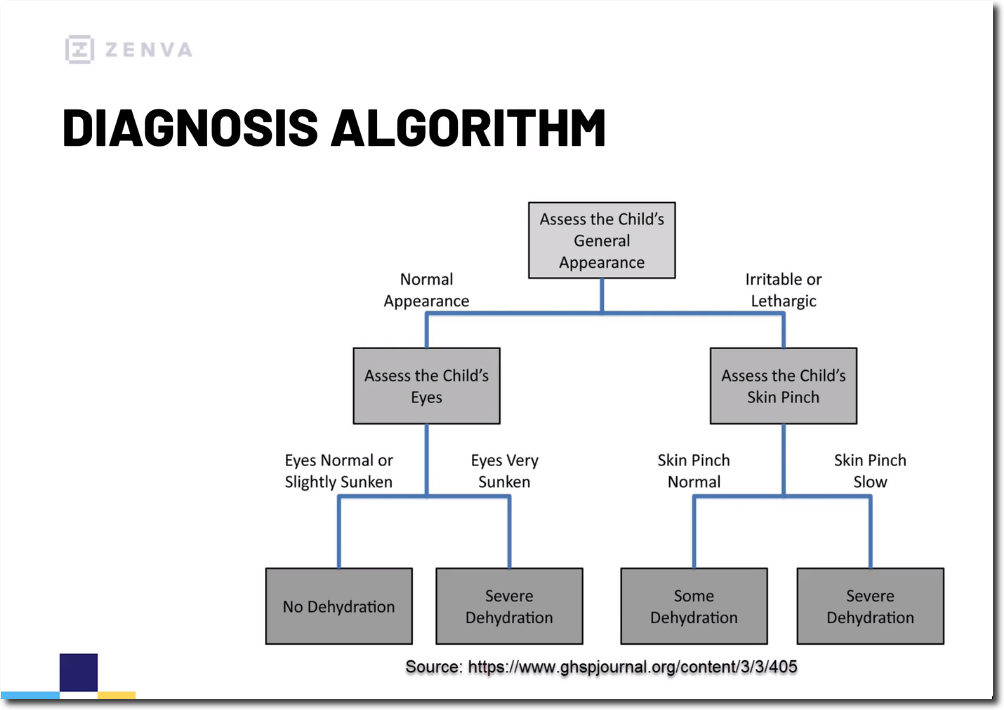 ZENVA
DIAGNOSIS ALGORITHM
Assess the Child's
General
Appearance
Normal
Appearance
Irritable or
Lethargic
Assess the Child's
Eyes
Assess the Child's
Skin Pinch
Eyes Normal or
Slightly Sunken
Eyes Very
Sunken
Skin Pinch
Normal
Skin Pinch
Slow
No Dehydration
Severe
Dehydration
Some
Dehydration
Severe
Dehydration
Source: https://www.ghspjournal.org/content/3/3/405